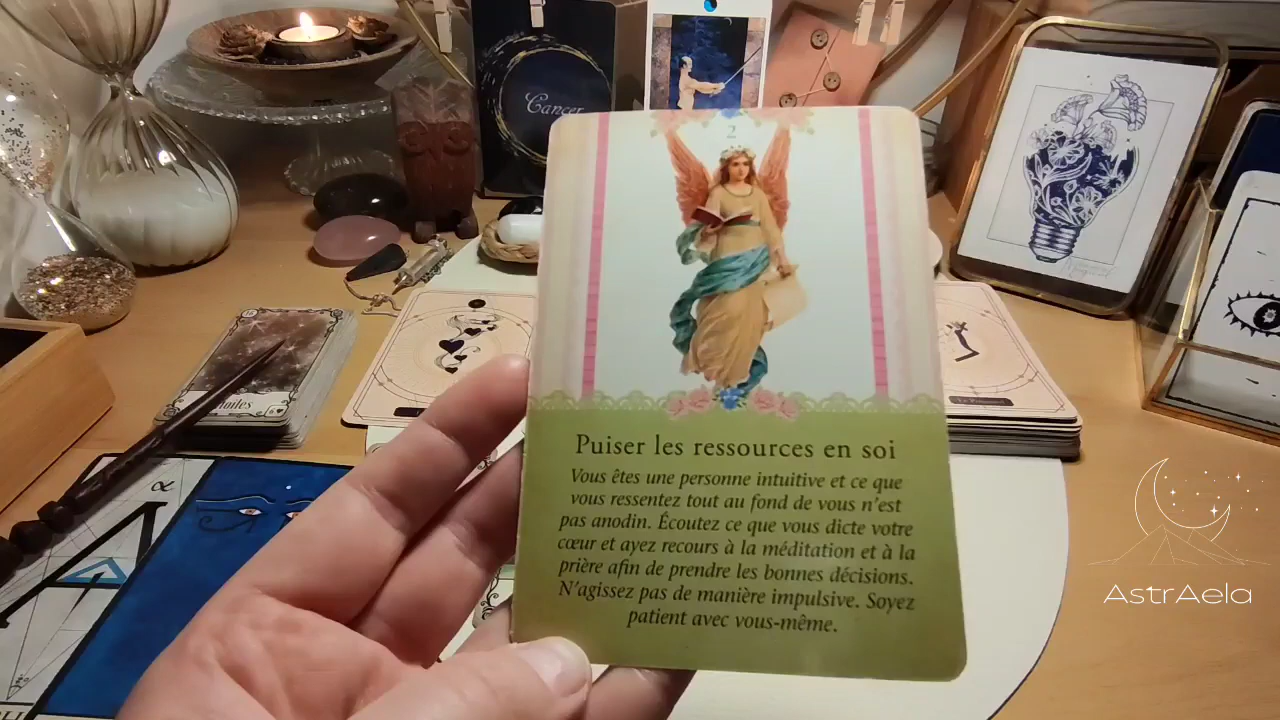 Cancer
2
Puiser les ressources en soi
Vous êtes une personne intuitive et ce que
vous ressentez tout au fond de vous n'est
pas anodin. Écoutez ce que vous dicte votre
cœur et ayez recours à la méditation et à la
prière afin de prendre les bonnes décisions.
N'agissez pas de manière impulsive. Soyez
patient avec vous-même.
α
A
AstrAela